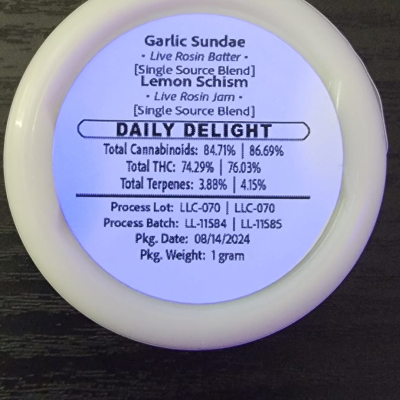 Garlic Sundae
• Live Rosin Batter •
[Single Source Blend]
Lemon Schism
• Live Rosin Jam •
[Single Source Blend]
DAILY DELIGHT
Total Cannabinoids: 84.71% | 86.69%
Total THC: 74.29% | 76.03%
Total Terpenes: 3.88% | 4.15%
Process Lot: LLC-070 | LLC-070
Process Batch: LL-11584 | LL-11585
Pkg. Date: 08/14/2024
Pkg. Weight: 1 gram